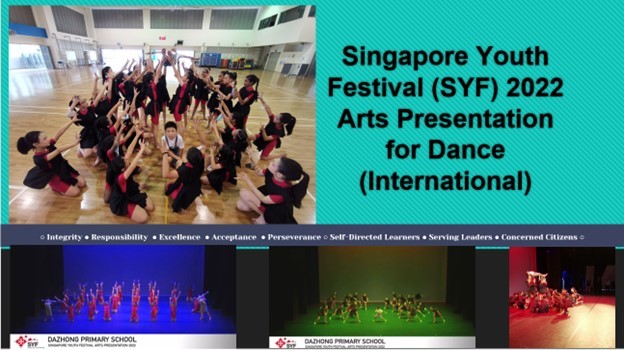 Singapore Youth
Festival (SYF) 2022
Arts Presentation
for Dance
(International)
○ Integrity ● Responsibility ● Excellence ● Acceptance ● Perseverance ○ Self-Directed Learners ● Serving Leaders ● Concerned Citizens ○
SYF
DAZHONG PRIMARY SCHOOL
SINGAPORE YOUTH FESTIVAL ARTS PRESENTATION 2022
SYF
DAZHONG PRIMARY SCHOOL
SINGAPORE YOUTH FESTIVAL ARTS PRESENTATION 2022